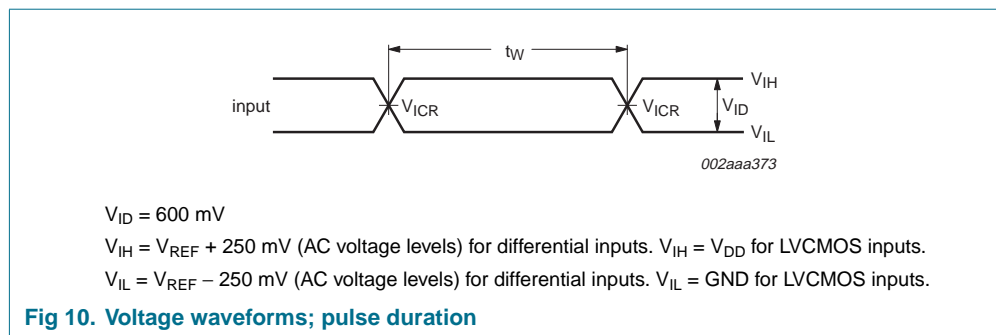 tW
VIH
input
VICR
VICR
VID
VIL
002aaa373
VID = 600 mV
VIH = VREF + 250 mV (AC voltage levels) for differential inputs. VIH = VDD for LVCMOS inputs.
VIL = VREF − 250 mV (AC voltage levels) for differential inputs. VIL = GND for LVCMOS inputs.
Fig 10. Voltage waveforms; pulse duration